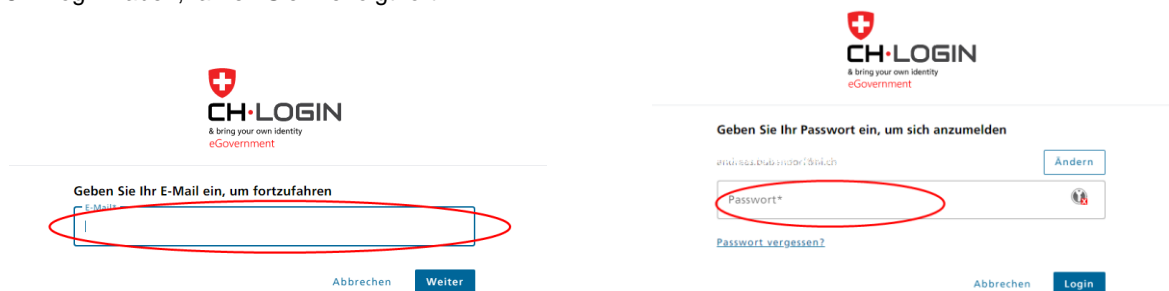 CH·LOGIN
& bring your own identity
eGovernment
Geben Sie Ihr E-Mail ein, um fortzufahren
E-Mail*
Abbrechen
Weiter
CH·LOGIN
& bring your own identity
eGovernment
Geben Sie Ihr Passwort ein, um sich anzumelden
Ändern
Passwort*
Passwort vergessen?
Abbrechen
Login